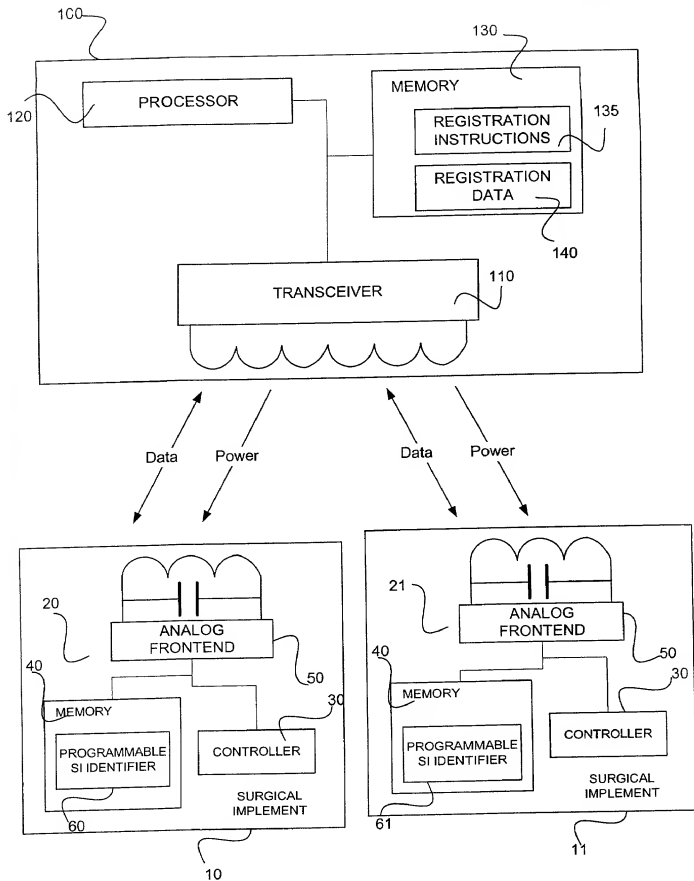 100
130
MEMORY
PROCESSOR
120
REGISTRATION
INSTRUCTIONS
135
REGISTRATION
DATA
140
TRANSCEIVER
110
Data
Power
Data
Power
20
ANALOG
FRONTEND
50
40
MEMORY
30
PROGRAMMABLE
SI IDENTIFIER
CONTROLLER
SURGICAL
IMPLEMENT
60
10
21
ANALOG
FRONTEND
50
40
MEMORY
30
PROGRAMMABLE
SI IDENTIFIER
CONTROLLER
SURGICAL
IMPLEMENT
61
11